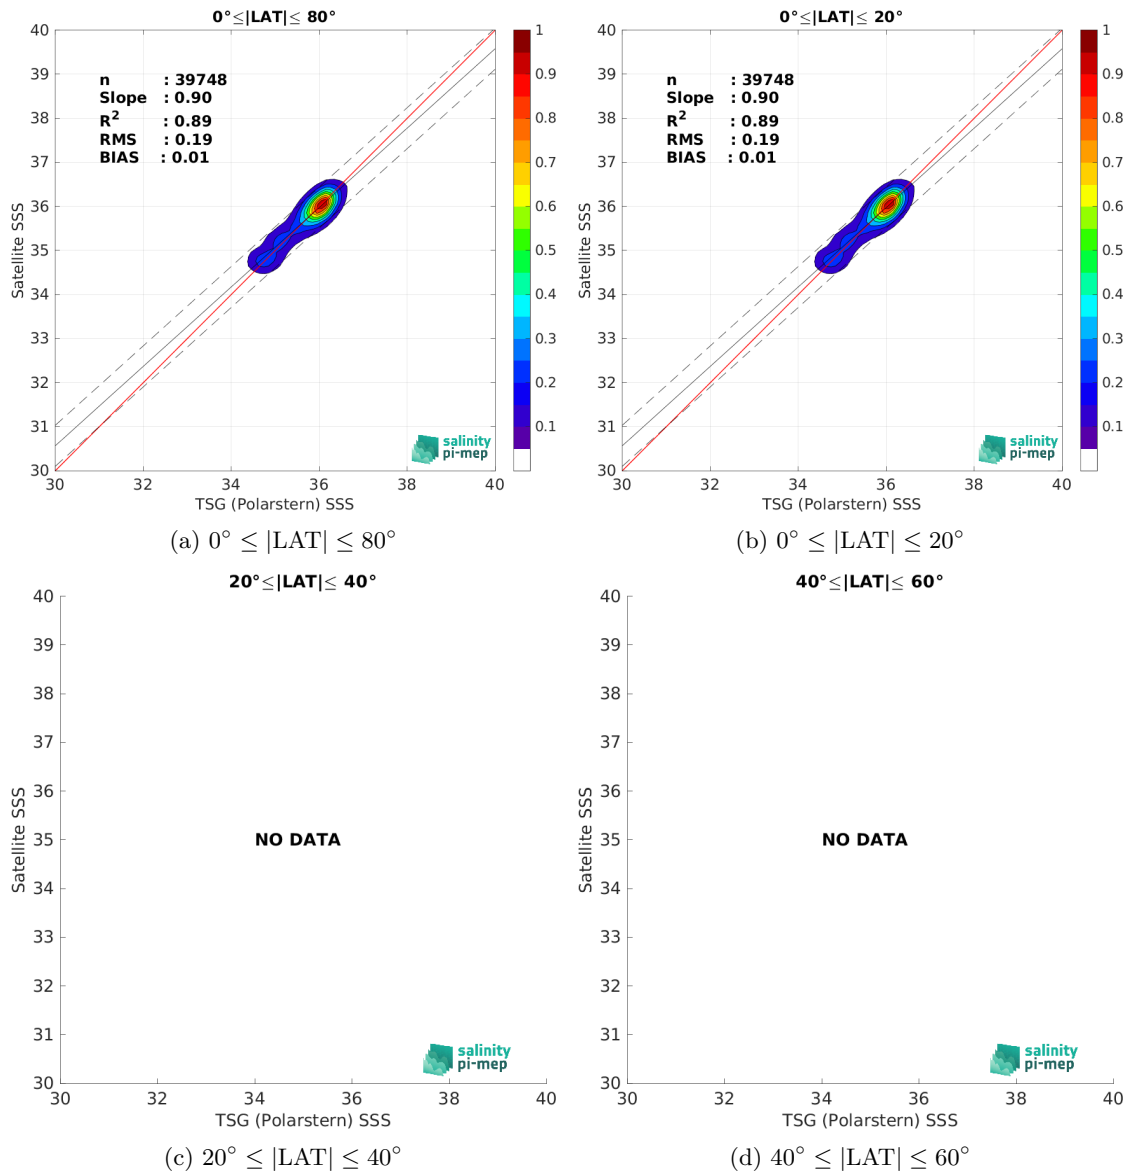 0°≤|LAT|≤ 80°
40
39
38
37
36
35
34
33
32
31
30
Satellite SSS
n : 39748
Slope : 0.90
R² : 0.89
RMS : 0.19
BIAS : 0.01
salinity
pi-mep
30 32 34 36 38 40
TSG (Polarstern) SSS
1
0.9
0.8
0.7
0.6
0.5
0.4
0.3
0.2
0.1
(a) 0° ≤ |LAT| ≤ 80°
0°≤|LAT|≤ 20°
40
39
38
37
36
35
34
33
32
31
30
Satellite SSS
n : 39748
Slope : 0.90
R² : 0.89
RMS : 0.19
BIAS : 0.01
salinity
pi-mep
30 32 34 36 38 40
TSG (Polarstern) SSS
1
0.9
0.8
0.7
0.6
0.5
0.4
0.3
0.2
0.1
(b) 0° ≤ |LAT| ≤ 20°
20°≤|LAT|≤ 40°
40
39
38
37
36
35
34
33
32
31
30
Satellite SSS
NO DATA
salinity
pi-mep
30 32 34 36 38 40
TSG (Polarstern) SSS
(c) 20° ≤ |LAT| ≤ 40°
40°≤|LAT|≤ 60°
40
39
38
37
36
35
34
33
32
31
30
Satellite SSS
NO DATA
salinity
pi-mep
30 32 34 36 38 40
TSG (Polarstern) SSS
(d) 40° ≤ |LAT| ≤ 60°